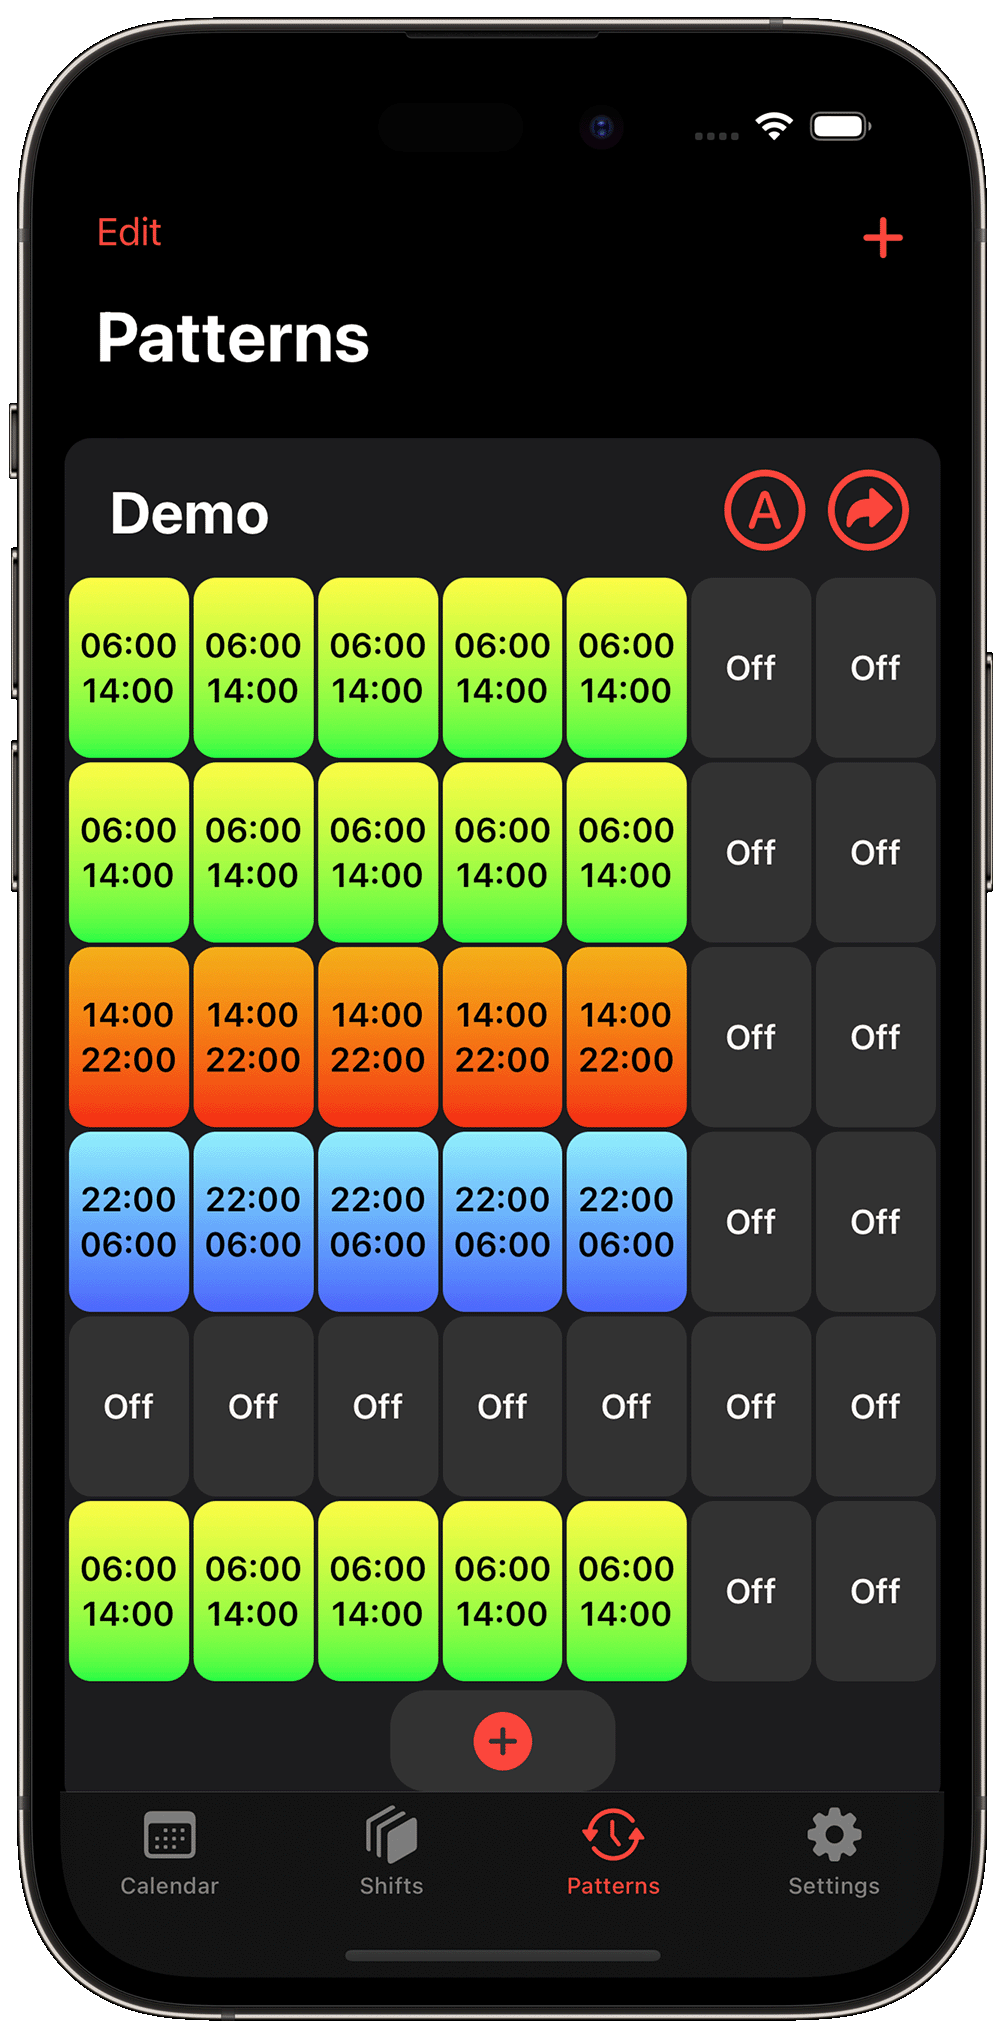 Edit
Patterns
Demo A
06:00 06:00 06:00 06:00 06:00 Off Off
14:00 14:00 14:00 14:00 14:00
06:00 06:00 06:00 06:00 06:00 Off Off
14:00 14:00 14:00 14:00 14:00
14:00 14:00 14:00 14:00 14:00 Off Off
22:00 22:00 22:00 22:00 22:00
22:00 22:00 22:00 22:00 22:00 Off Off
06:00 06:00 06:00 06:00 06:00
Off Off Off Off Off Off Off
06:00 06:00 06:00 06:00 06:00 Off Off
14:00 14:00 14:00 14:00 14:00
Calendar Shifts Patterns Settings